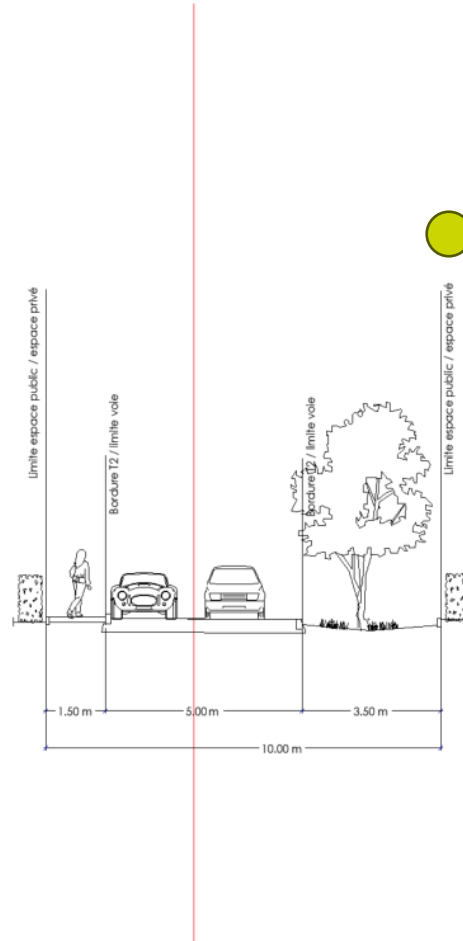 Limite espace public / espace privé
Bordure T2 / limite voie
Bordure T2 / limite voie
Limite espace public / espace privé
1.50 m
5.00 m
3.50 m
10.00 m